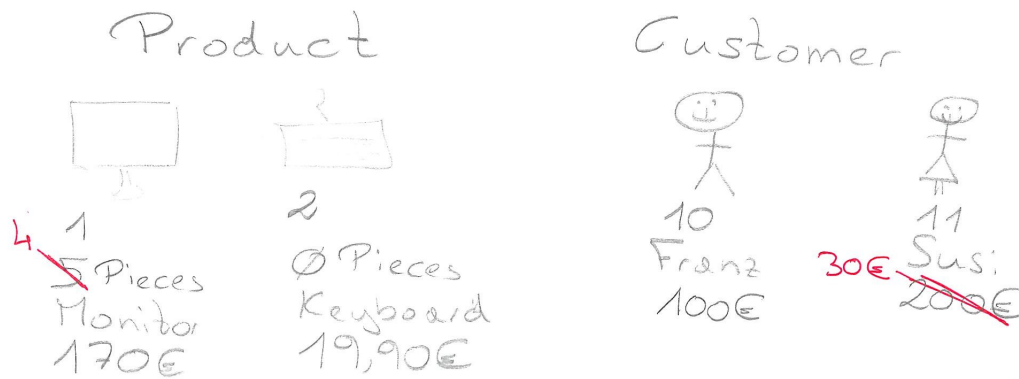 Product
Customer
1
4 5 Pieces
Monitor
170€
2
Ø Pieces
Keyboard
19,90€
10
Franz
100€
11
Susi
30€ 200€